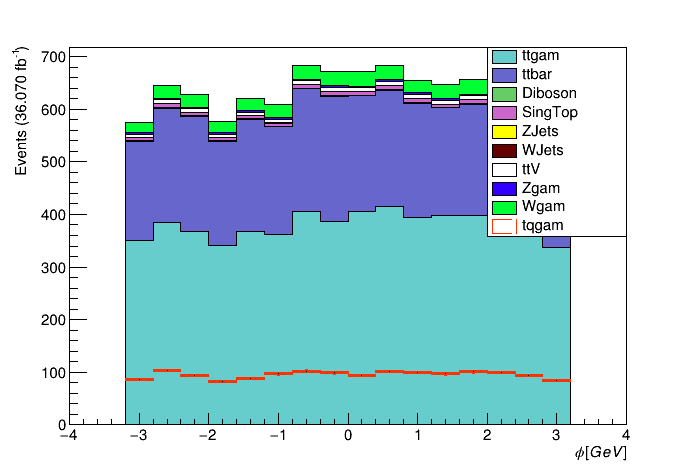 Events (36.070 fb⁻¹)
700
600
500
400
300
200
100
0
−4
−3
−2
−1
0
1
2
3
4
ϕ[GeV]
ttgam
ttbar
Diboson
SingTop
ZJets
WJets
ttV
Zgam
Wgam
tqgam